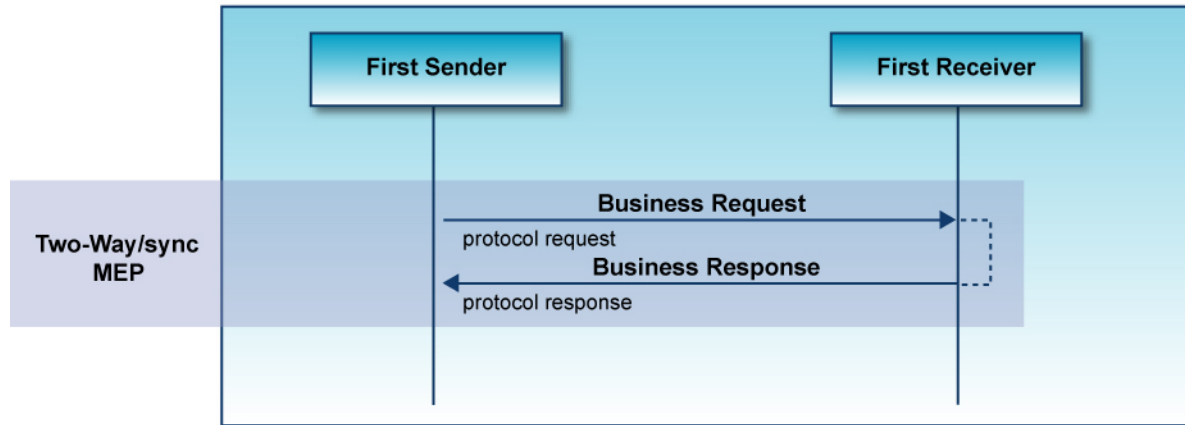 First Sender
First Receiver
Two-Way/sync
MEP
Business Request
protocol request
Business Response
protocol response